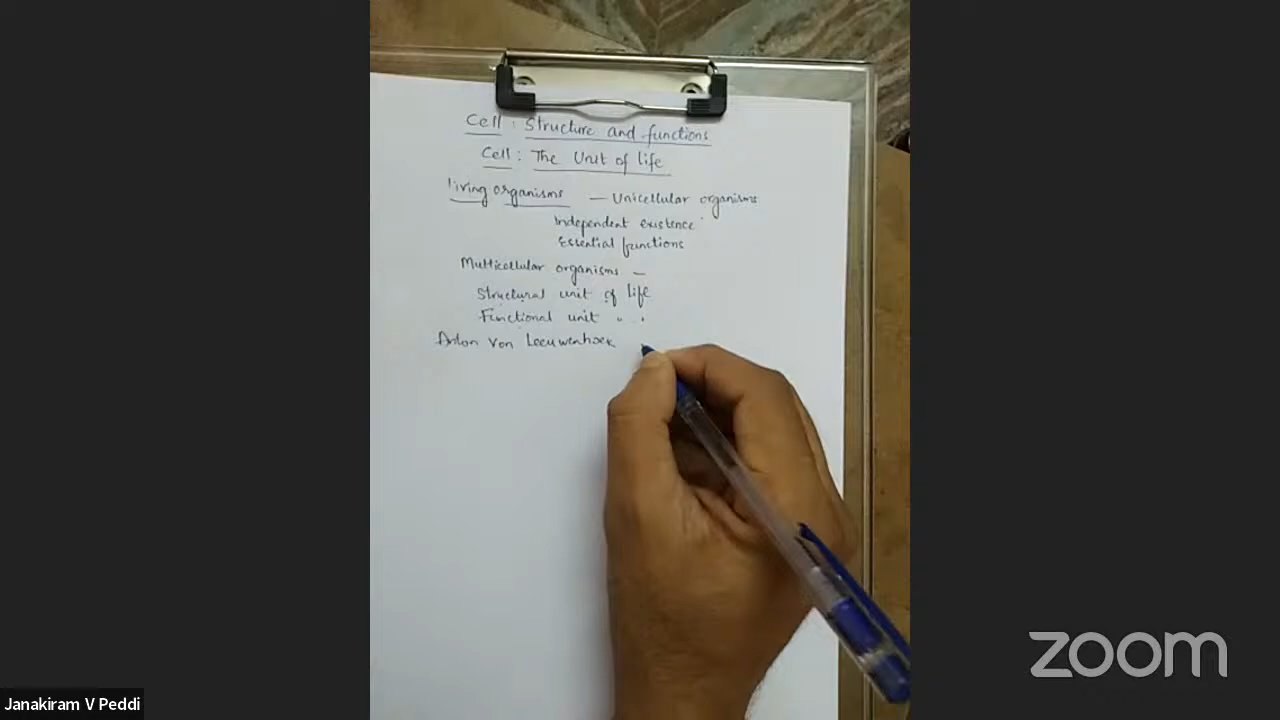 Cell : Structure and functions
Cell : The Unit of life
Living organisms — Unicellular organisms
Independent existence
Essential functions
Multicellular organisms —
Structural unit of life
Functional unit " "
Anton Von Leeuwenhoek
zoom
Janakiram V Peddi